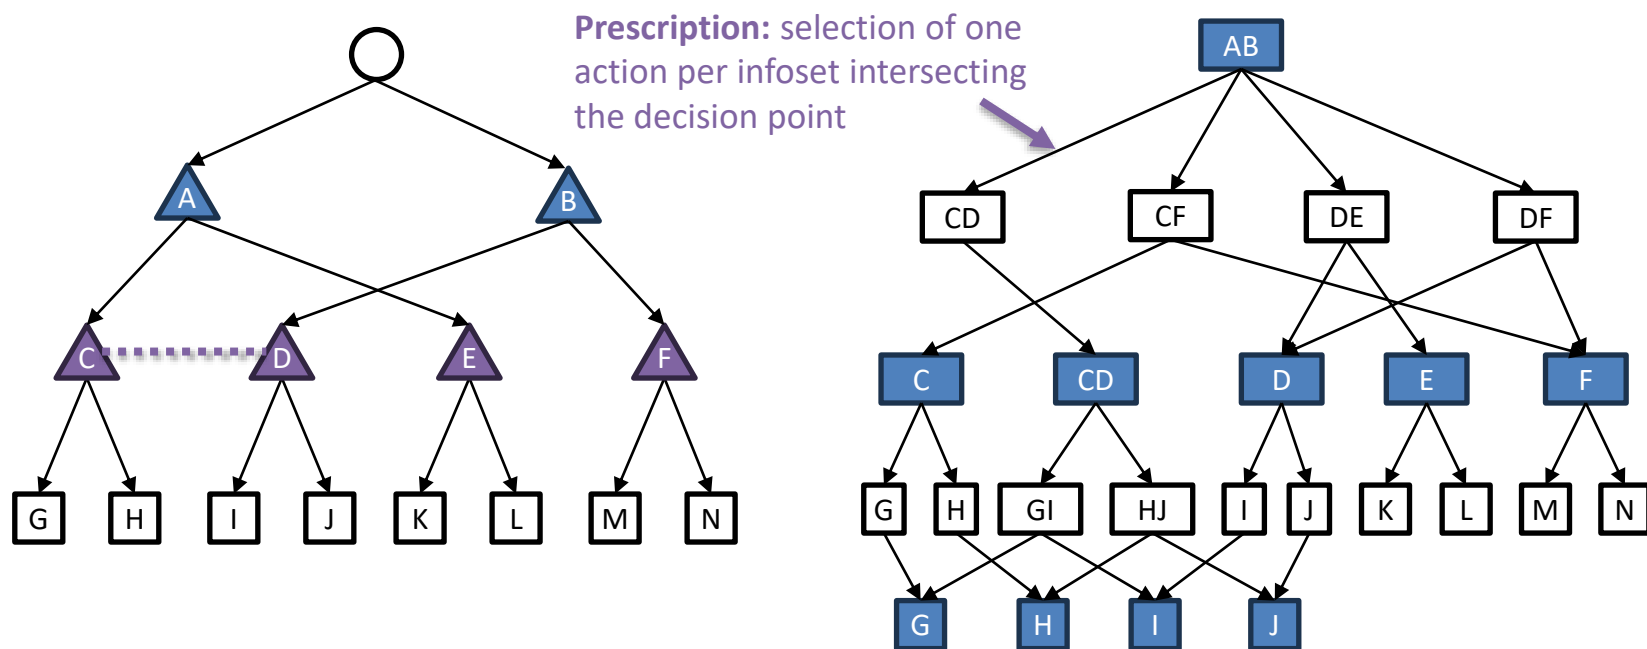 Prescription: selection of one
action per infoset intersecting
the decision point
A B
C D E F
G H I J K L M N
AB
CD CF DE DF
C CD D E F
G H GI HJ I J K L M N
G H I J